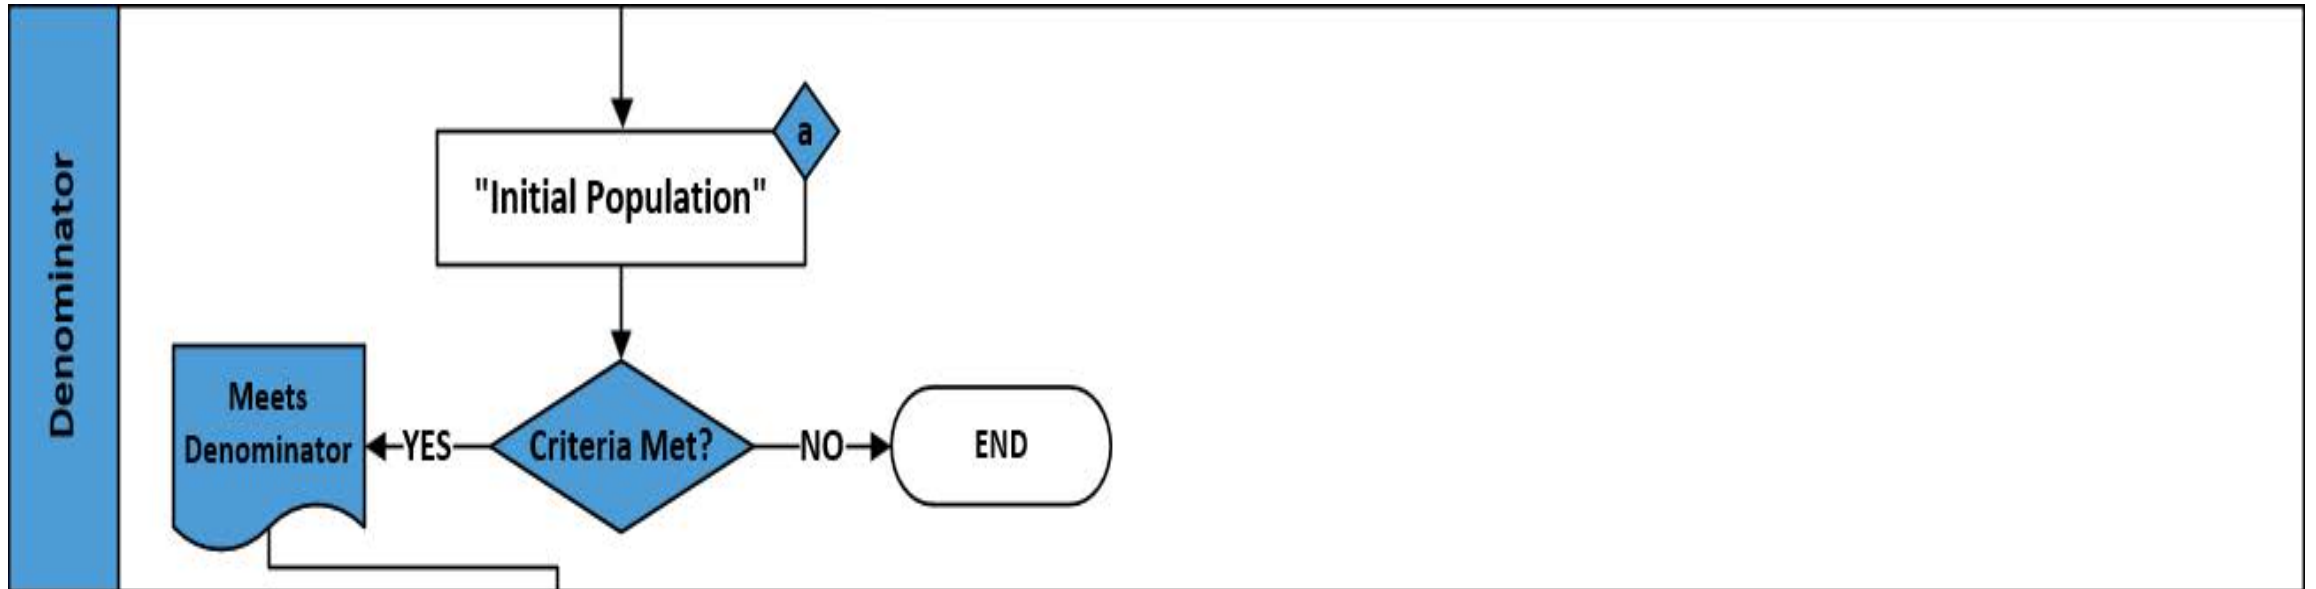 Denominator
a
"Initial Population"
Meets
Denominator
YES
Criteria Met?
NO
END